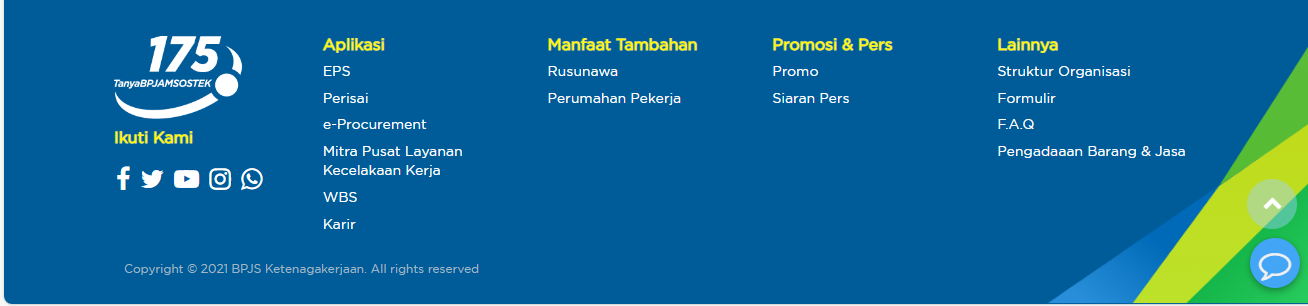 175
TanyaBPJAMSOSTEK
Ikuti Kami
Aplikasi
EPS
Perisai
e-Procurement
Mitra Pusat Layanan
Kecelakaan Kerja
WBS
Karir
Manfaat Tambahan
Rusunawa
Perumahan Pekerja
Promosi & Pers
Promo
Siaran Pers
Lainnya
Struktur Organisasi
Formulir
F.A.Q
Pengadaaan Barang & Jasa
Copyright © 2021 BPJS Ketenagakerjaan. All rights reserved